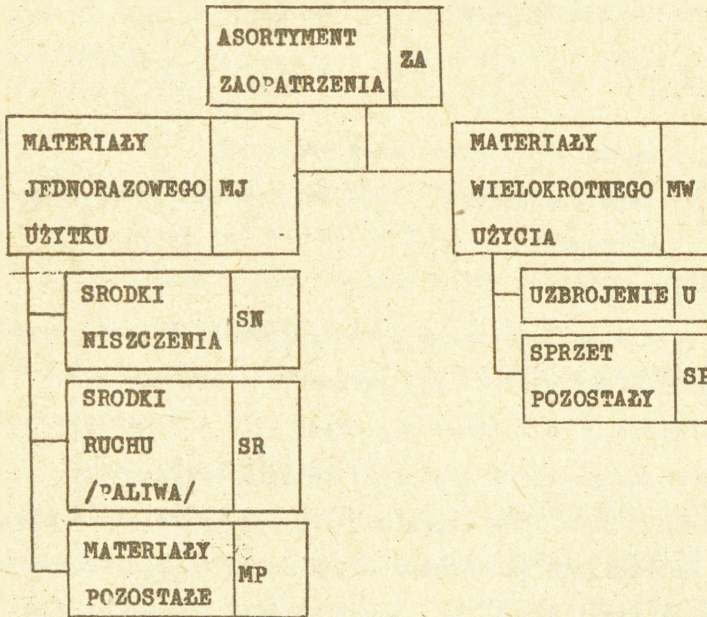 ASORTYMENT
ZAOPATRZENIA
ZA
MATERIAŁY
JEDNORAZOWEGO
UŻYTKU
MJ
MATERIAŁY
WIELOKROTNEGO
UŻYCIA
MW
SRODKI
NISZCZENIA
SN
SRODKI
RUCHU
/PALIWA/
SR
MATERIAŁY
POZOSTAŁE
MP
UZBROJENIE
U
SPRZET
POZOSTAŁY